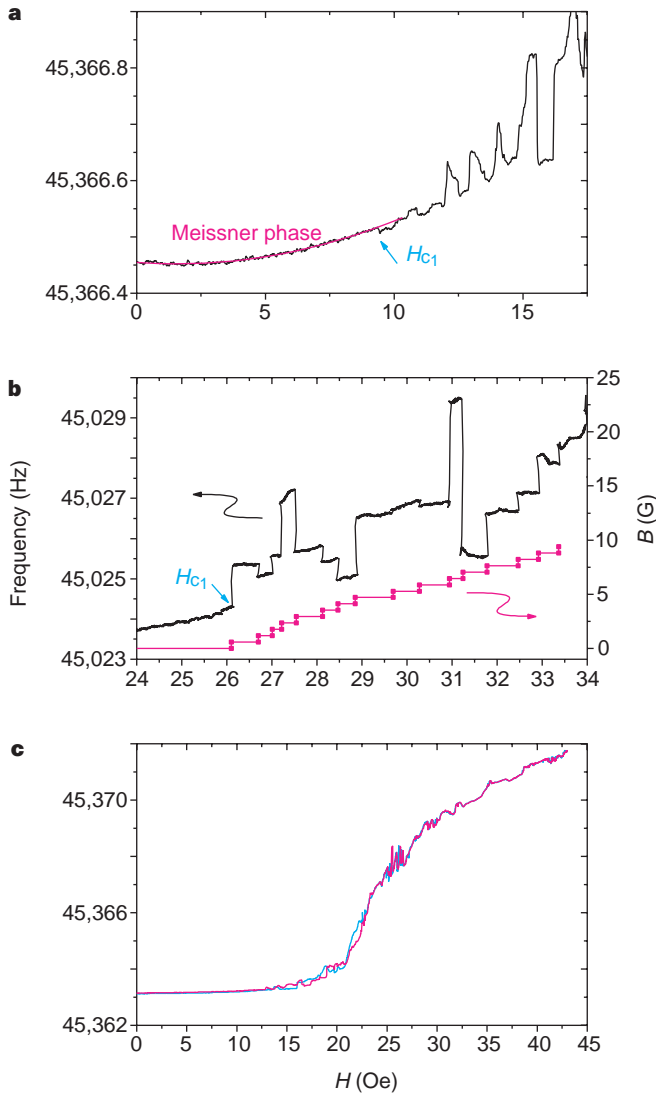 a
45,366.8
45,366.6
45,366.4
Meissner phase
Hc1
0 5 10 15
b
Frequency (Hz)
45,029
45,027
45,025
45,023
Hc1
25
20
15
10
5
0
B (G)
24 25 26 27 28 29 30 31 32 33 34
c
45,370
45,366
45,362
0 5 10 15 20 25 30 35 40 45
H (Oe)